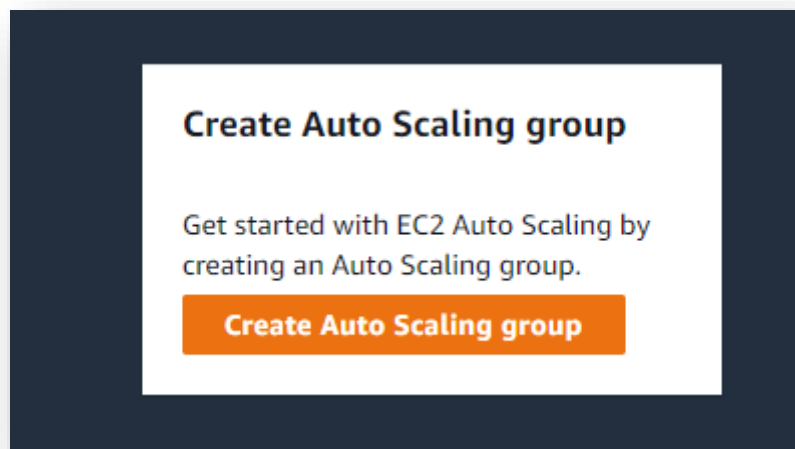 Create Auto Scaling group
Get started with EC2 Auto Scaling by
creating an Auto Scaling group.
Create Auto Scaling group